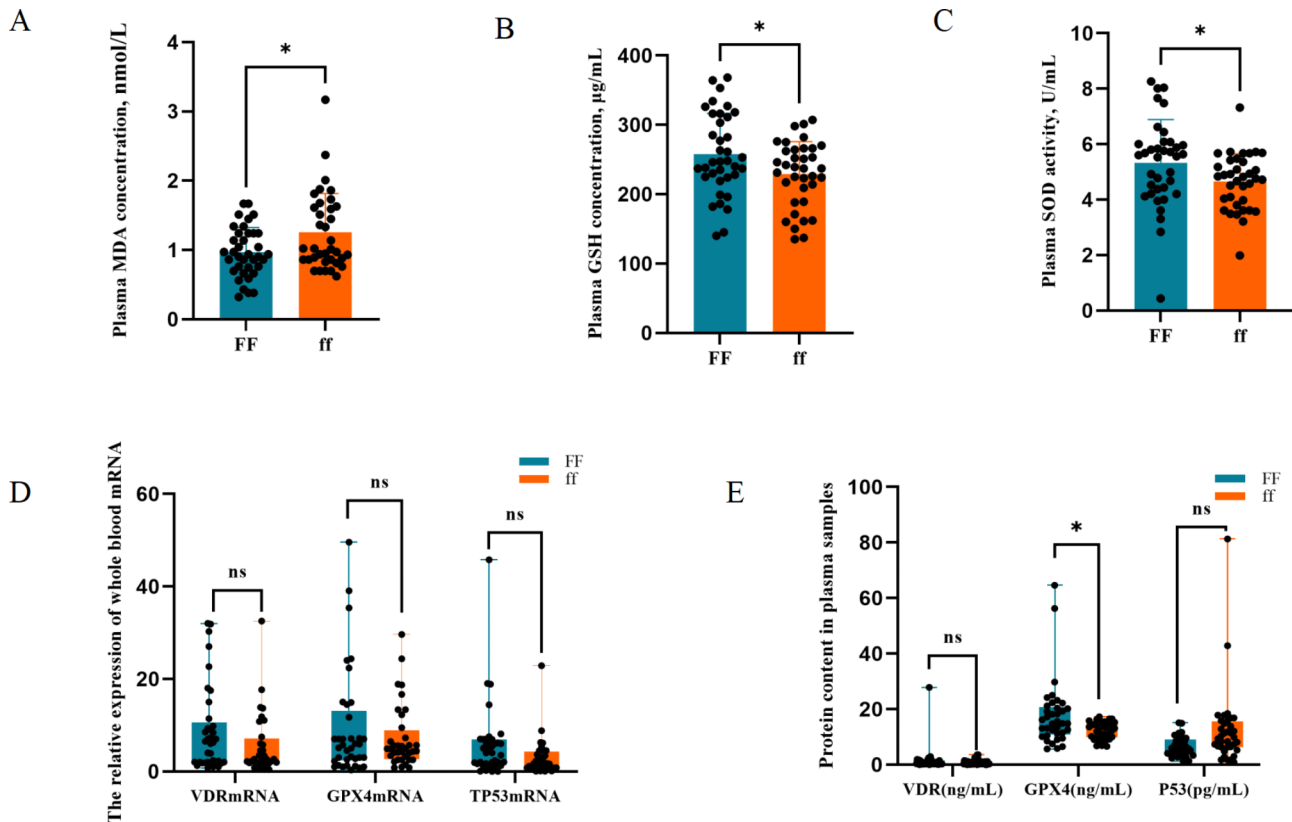 A
Plasma MDA concentration, nmol/L
4
3
2
1
0
*
FF
ff
B
Plasma GSH concentration, µg/mL
400
300
200
100
0
*
FF
ff
C
Plasma SOD activity, U/mL
10
8
6
4
2
0
*
FF
ff
D
The relative expression of whole blood mRNA
60
40
20
0
FF
ff
ns
ns
ns
VDRmRNA
GPX4mRNA
TP53mRNA
E
Protein content in plasma samples
100
80
60
40
20
0
FF
ff
ns
*
ns
VDR(ng/mL)
GPX4(ng/mL)
P53(pg/mL)